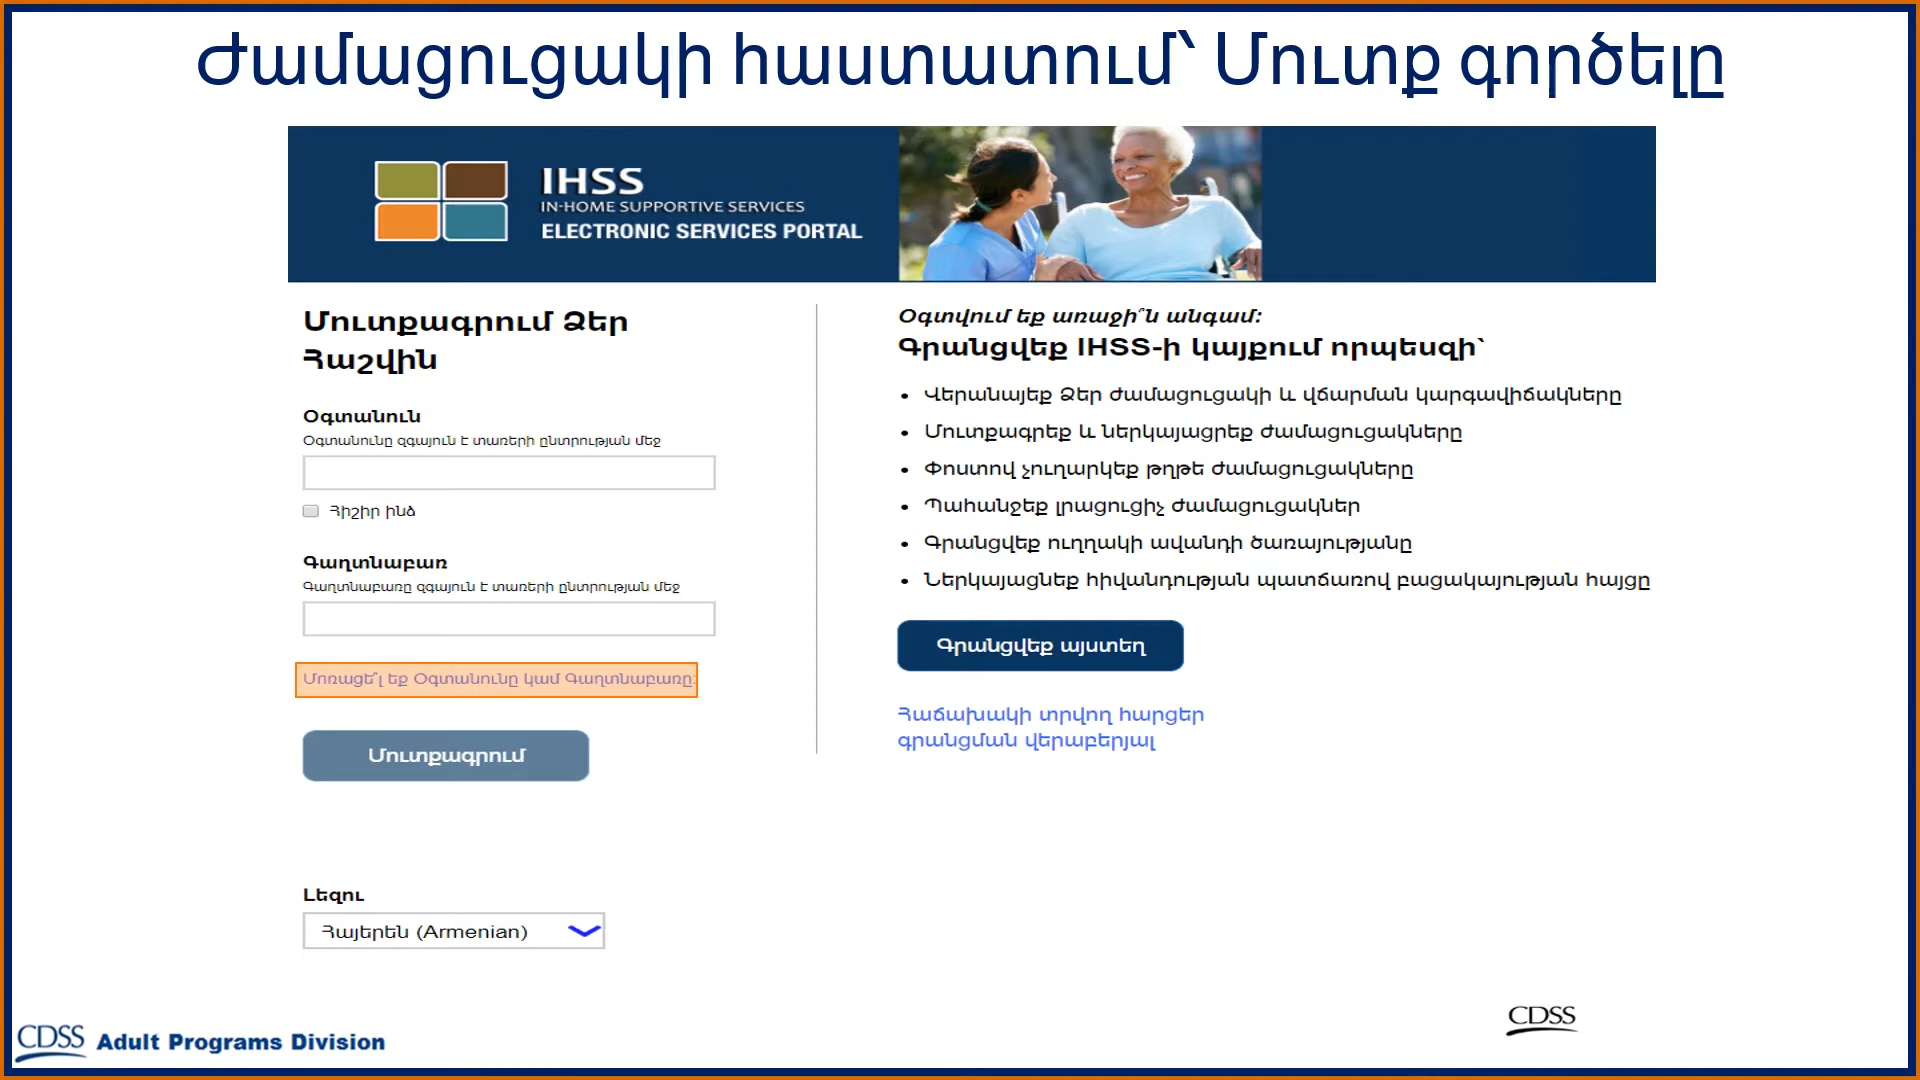 Ժամացուցակի հաստատում՝ Մուտք գործելը
IHSS
IN-HOME SUPPORTIVE SERVICES
ELECTRONIC SERVICES PORTAL
Մուտքագրում Ձեր
Հաշվին
Օգտանուն
Օգտանունը զգայուն է տառերի ընտրության մեջ
Հիշիր ինձ
Գաղտնաբառ
Գաղտնաբառը զգայուն է տառերի ընտրության մեջ
Մոռացե՞լ եք Օգտանունը կամ Գաղտնաբառը:
Մուտքագրում
Լեզու
Հայերեն (Armenian)
Օգտվում եք առաջի՞ն անգամ:
Գրանցվեք IHSS-ի կայքում որպեսզի`
• Վերանայեք Ձեր ժամացուցակի և վճարման կարգավիճակները
• Մուտքագրեք և ներկայացրեք ժամացուցակները
• Փոստով չուղարկեք թղթե ժամացուցակները
• Պահանջեք լրացուցիչ ժամացուցակներ
• Գրանցվեք ուղղակի ավանդի ծառայությանը
• Ներկայացնեք հիվանդության պատճառով բացակայության հայցը
Գրանցվեք այստեղ
Հաճախակի տրվող հարցեր
գրանցման վերաբերյալ
CDSS Adult Programs Division
CDSS